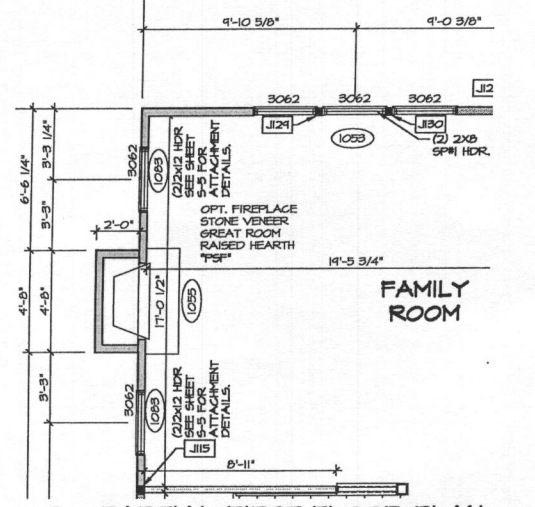 9'-10 5/8"
9'-0 3/8"
J12
3062
3062
3062
J124
1053
J130
(2) 2X8
SP#1 HDR.
6'-6 1/4"
3'-3 1/4"
3'-3"
3062
1083
(2)2x12 HDR
SEE SHEET
S-5 FOR
ATTACHMENT
DETAILS.
OPT. FIREPLACE
STONE VENEER
GREAT ROOM
RAISED HEARTH
"PSF"
2'-0"
19'-5 3/4"
FAMILY
ROOM
4'-8"
4'-8"
17'-0 1/2"
1055
3'-3"
3062
1083
(2)2x12 HDR
SEE SHEET
S-5 FOR
ATTACHMENT
DETAILS.
J115
8'-11"